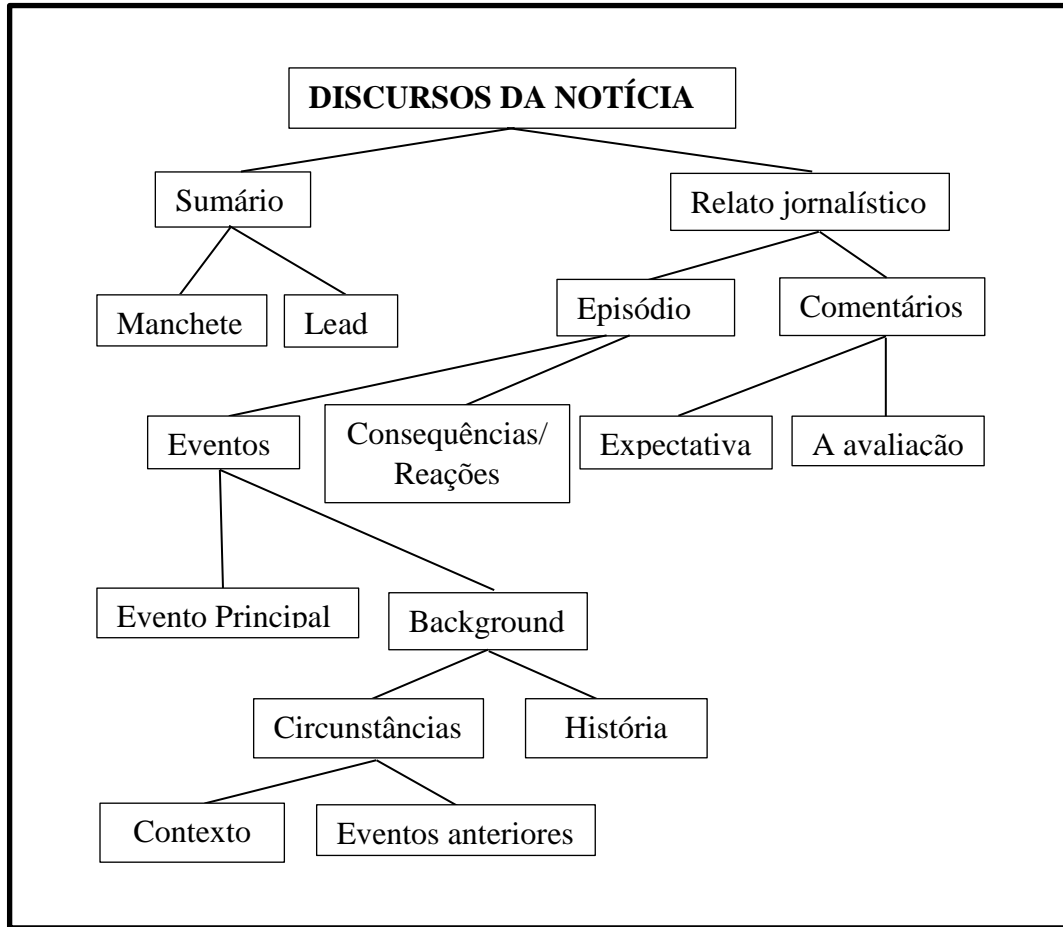 DISCURSOS DA NOTÍCIA
Sumário
Relato jornalístico
Manchete
Lead
Episódio
Comentários
Eventos
Consequências/
Reações
Expectativa
A avaliação
Evento Principal
Background
Circunstâncias
História
Contexto
Eventos anteriores